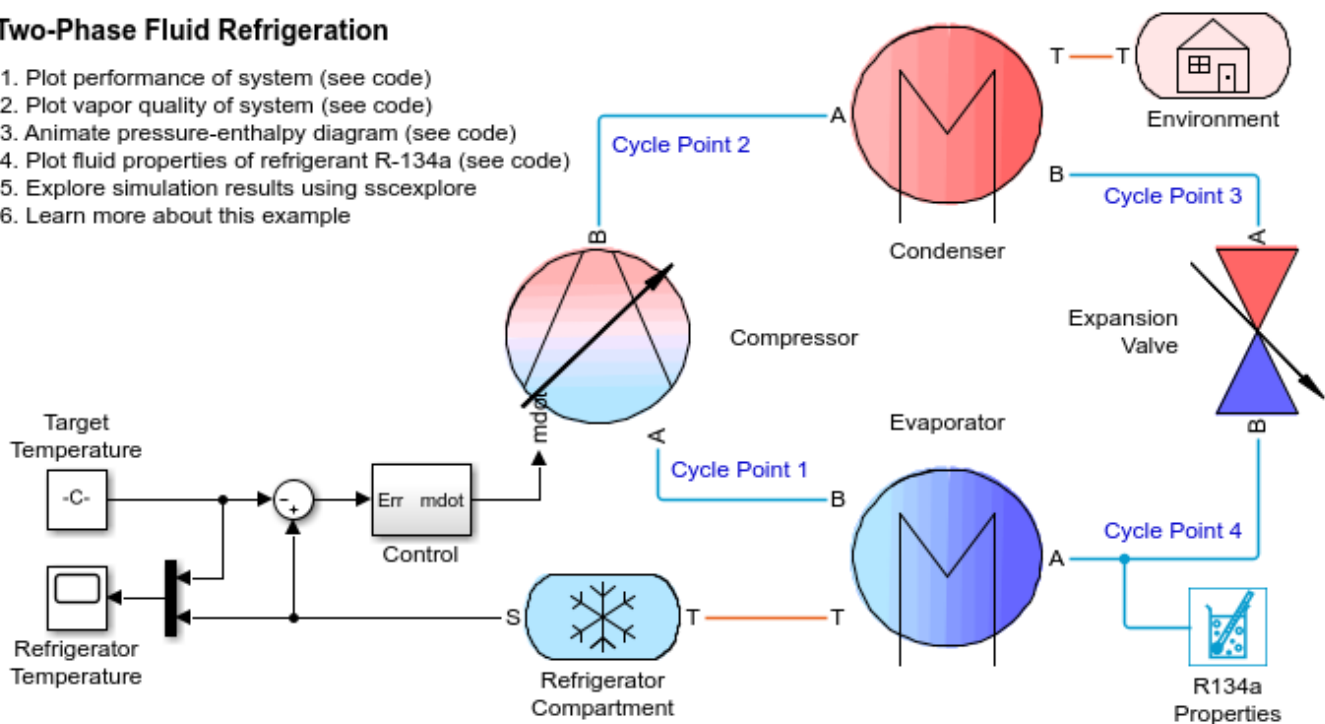 Two-Phase Fluid Refrigeration
1. Plot performance of system (see code)
2. Plot vapor quality of system (see code)
3. Animate pressure-enthalpy diagram (see code)
4. Plot fluid properties of refrigerant R-134a (see code)
5. Explore simulation results using sscexplore
6. Learn more about this example
T
T
Environment
A
Cycle Point 2
B
Cycle Point 3
Condenser
B
A
Compressor
Expansion
Valve
mdot
A
B
Target
Temperature
-C-
Evaporator
Cycle Point 1
B
-
+
Err mdot
Control
Cycle Point 4
A
S
T
T
Refrigerator
Temperature
Refrigerator
Compartment
R134a
Properties